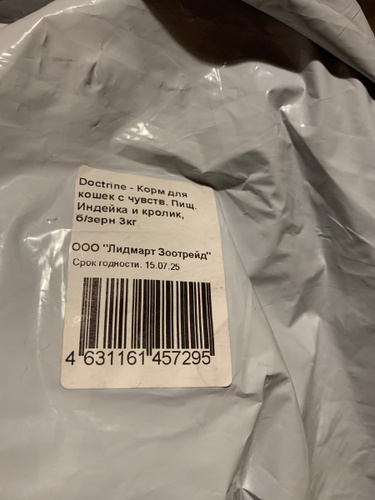 Doctrine - Корм для
кошек с чувств. Пищ.
Индейка и кролик,
б/зерн 3кг
ООО "Лидмарт Зоотрейд"
Срок годности: 15.07.25
4 631161 457295